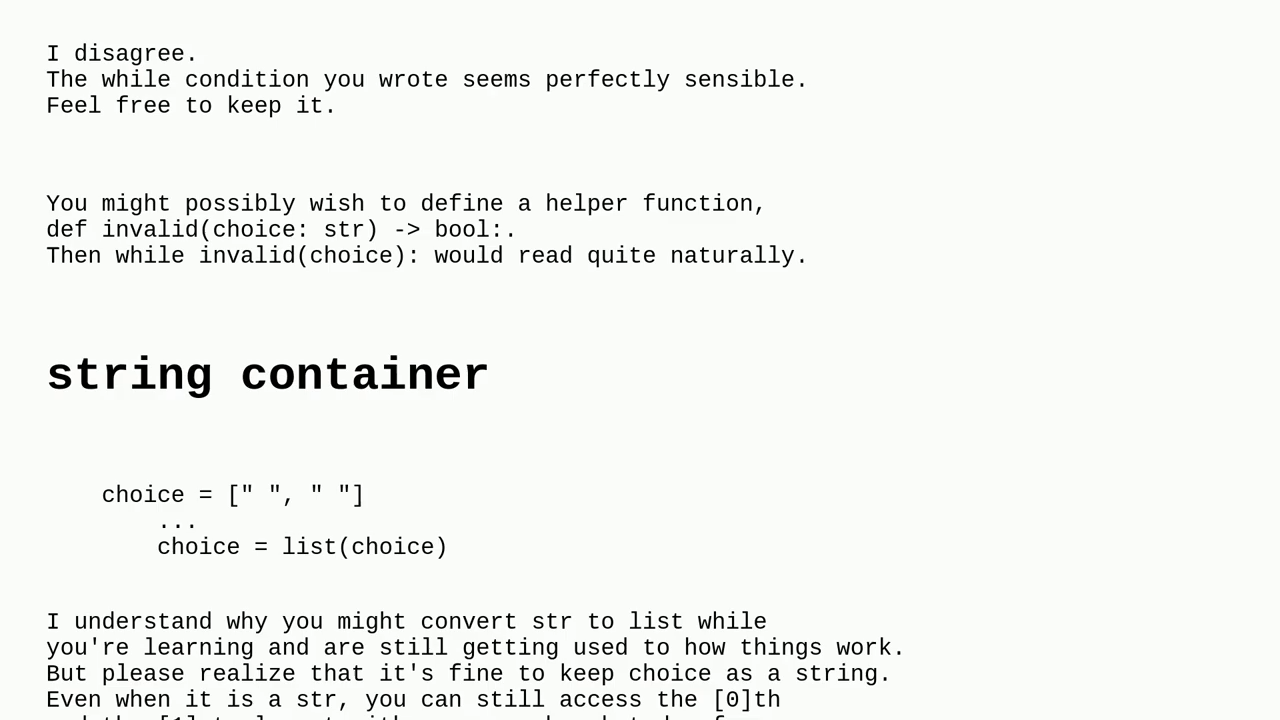 I disagree.
The while condition you wrote seems perfectly sensible.
Feel free to keep it.
You might possibly wish to define a helper function,
def invalid(choice: str) -> bool:.
Then while invalid(choice): would read quite naturally.
string container
choice = [" ", " "]
...
choice = list(choice)
I understand why you might convert str to list while
you're learning and are still getting used to how things work.
But please realize that it's fine to keep choice as a string.
Even when it is a str, you can still access the [0]th